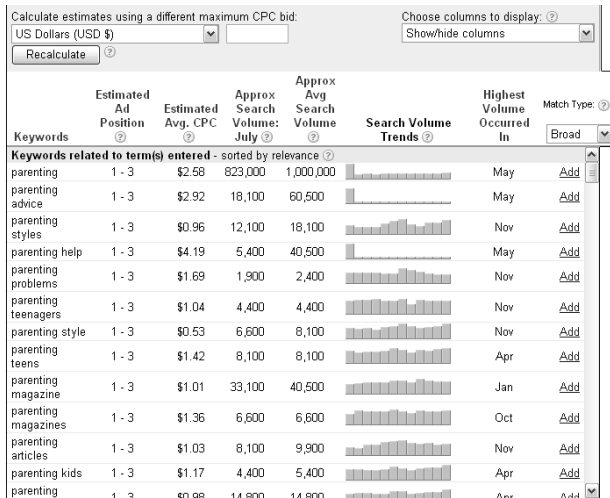 Calculate estimates using a different maximum CPC bid:
Choose columns to display:
US Dollars (USD $)
Show/hide columns
Recalculate
Keywords
Estimated Ad Position
Estimated Avg. CPC
Approx Search Volume: July
Approx Avg Search Volume
Search Volume Trends
Highest Volume Occurred In
Match Type:
Broad
Keywords related to term(s) entered - sorted by relevance
parenting 1 - 3 $2.58 823,000 1,000,000 May Add
parenting advice 1 - 3 $2.92 18,100 60,500 May Add
parenting styles 1 - 3 $0.96 12,100 18,100 Nov Add
parenting help 1 - 3 $4.19 5,400 40,500 May Add
parenting problems 1 - 3 $1.69 1,900 2,400 Nov Add
parenting teenagers 1 - 3 $1.04 4,400 4,400 Nov Add
parenting style 1 - 3 $0.53 6,600 8,100 Nov Add
parenting teens 1 - 3 $1.42 8,100 8,100 Apr Add
parenting magazine 1 - 3 $1.01 33,100 40,500 Jan Add
parenting magazines 1 - 3 $1.36 6,600 6,600 Oct Add
parenting articles 1 - 3 $1.03 8,100 9,900 Nov Add
parenting kids 1 - 3 $1.17 4,400 5,400 Apr Add
parenting 1 - 3 $0.98 14,800 14,800 Apr Add